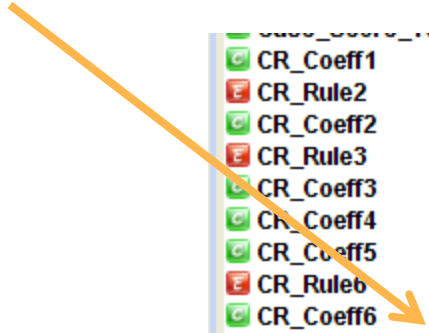 C CR_Coeff1
E CR_Rule2
C CR_Coeff2
E CR_Rule3
C CR_Coeff3
C CR_Coeff4
C CR_Coeff5
E CR_Rule6
C CR_Coeff6